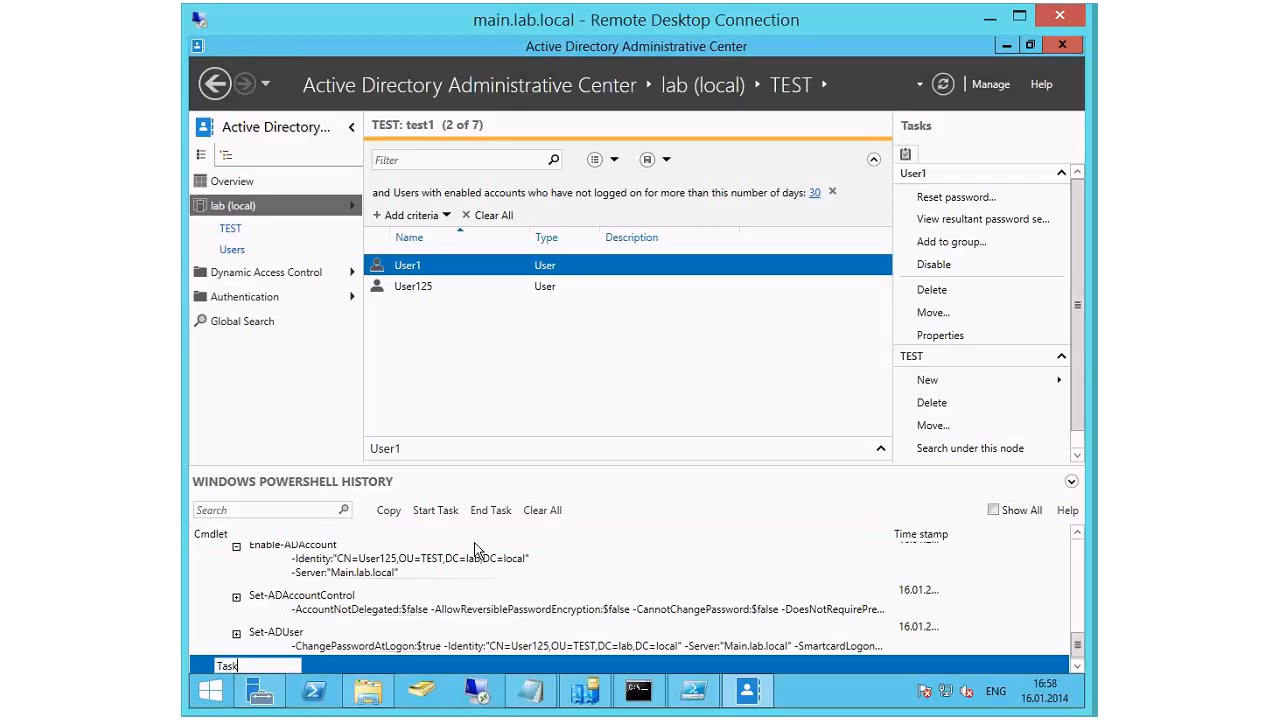 main.lab.local - Remote Desktop Connection
Active Directory Administrative Center
Active Directory Administrative Center • lab (local) • TEST •
Manage
Help
Active Directory...
Overview
lab (local)
TEST
Users
Dynamic Access Control
Authentication
Global Search
TEST: test1 (2 of 7)
Filter
and Users with enabled accounts who have not logged on for more than this number of days: 30
Add criteria
Clear All
Name Type Description
User1 User
User125 User
User1
Tasks
User1
Reset password...
View resultant password se...
Add to group...
Disable
Delete
Move...
Properties
TEST
New
Delete
Move...
Search under this node
WINDOWS POWERSHELL HISTORY
Search
Copy Start Task End Task Clear All
Show All
Help
Cmdlet Time stamp
Enable-ADAccount
-Identity:"CN=User125,OU=TEST,DC=lab,DC=local"
-Server:"Main.lab.local"
Set-ADAccountControl 16.01.2...
-AccountNotDelegated:$false -AllowReversiblePasswordEncryption:$false -CannotChangePassword:$false -DoesNotRequirePre...
Set-ADUser 16.01.2...
-ChangePasswordAtLogon:$true -Identity:"CN=User125,OU=TEST,DC=lab,DC=local" -Server:"Main.lab.local" -SmartcardLogon...
Task
ENG
16:58
16.01.2014